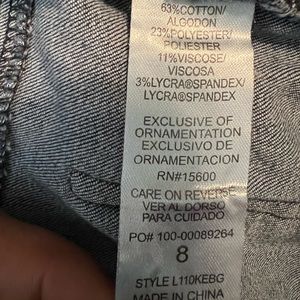 63%COTTON/
ALGODON
23%POLYESTER/
POLIESTER
11%VISCOSE/
VISCOSA
3%LYCRA®SPANDEX/
LYCRA®SPANDEX
EXCLUSIVE OF
ORNAMENTATION
EXCLUSIVO DE
ORNAMENTACION
RN#15600
CARE ON REVERSE
VER AL DORSO
PARA CUIDADO
PO# 100-00089264
8
STYLE L110KEBG
MADE IN CHINA